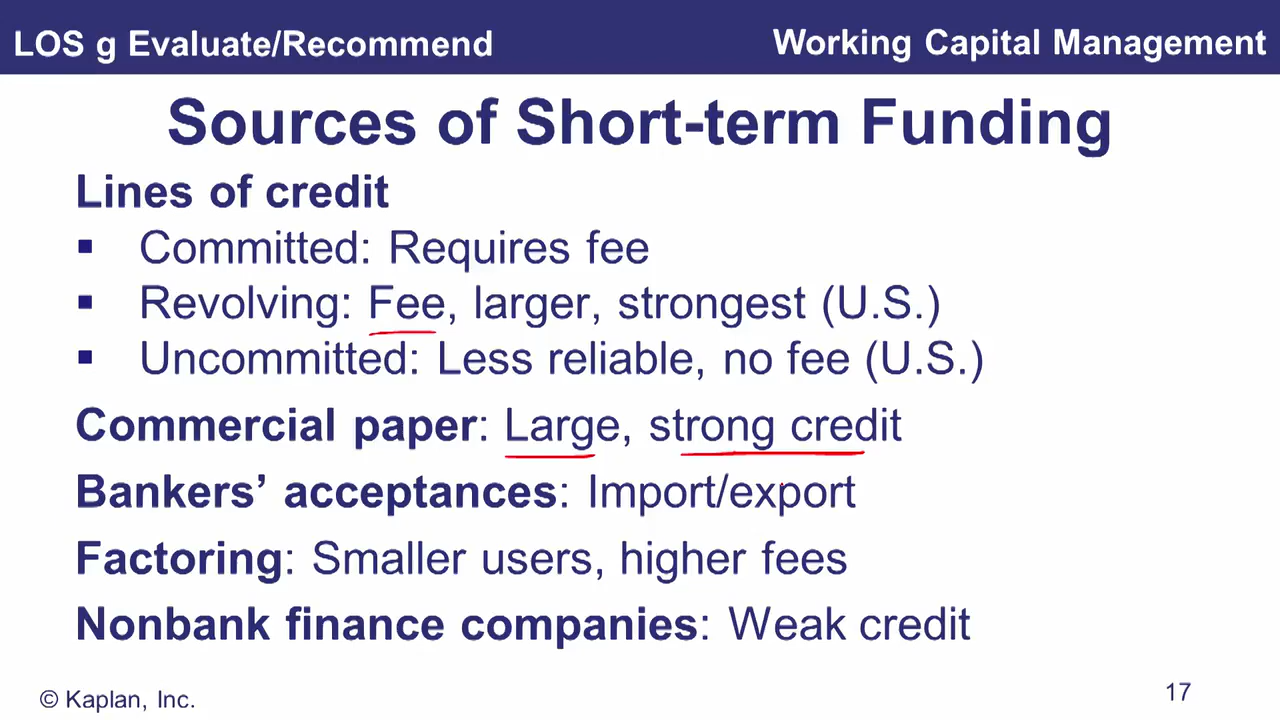 LOS g Evaluate/Recommend
Working Capital Management
Sources of Short-term Funding
Lines of credit
▪ Committed: Requires fee
▪ Revolving: Fee, larger, strongest (U.S.)
▪ Uncommitted: Less reliable, no fee (U.S.)
Commercial paper: Large, strong credit
Bankers’ acceptances: Import/export
Factoring: Smaller users, higher fees
Nonbank finance companies: Weak credit
© Kaplan, Inc.
17